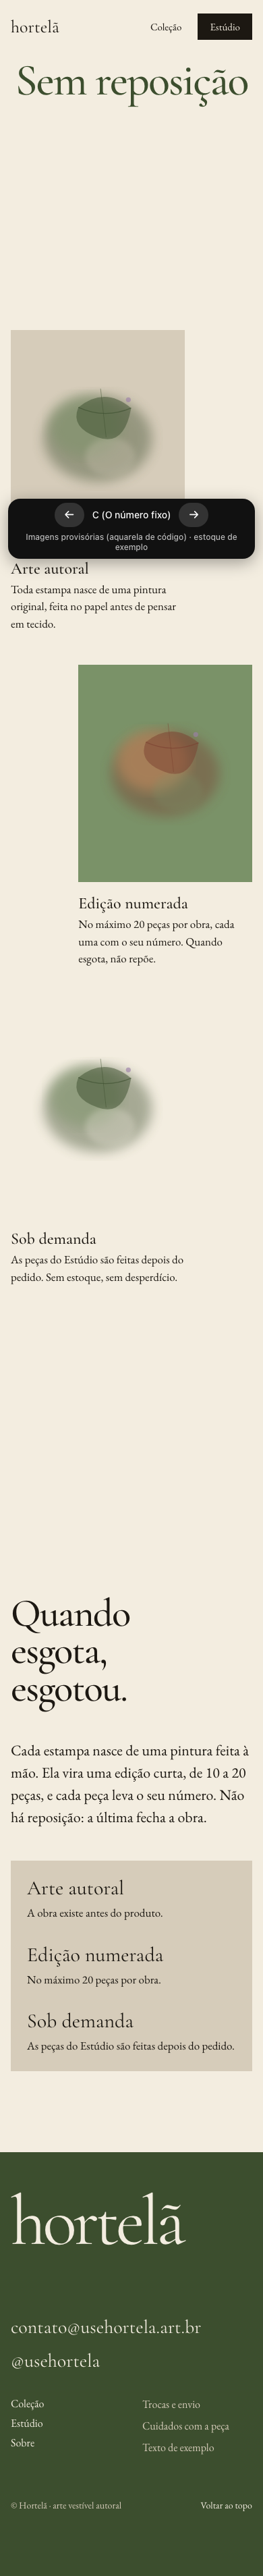 hortelã
Coleção
Estúdio
Sem reposição
C (O número fixo)
Imagens provisórias (aquarela de código) · estoque de
exemplo
Arte autoral
Toda estampa nasce de uma pintura
original, feita no papel antes de pensar
em tecido.
Edição numerada
No máximo 20 peças por obra, cada
uma com o seu número. Quando
esgota, não repõe.
Sob demanda
As peças do Estúdio são feitas depois do
pedido. Sem estoque, sem desperdício.
Quando
esgota,
esgotou.
Cada estampa nasce de uma pintura feita à
mão. Ela vira uma edição curta, de 10 a 20
peças, e cada peça leva o seu número. Não
há reposição: a última fecha a obra.
Arte autoral
A obra existe antes do produto.
Edição numerada
No máximo 20 peças por obra.
Sob demanda
As peças do Estúdio são feitas depois do pedido.
hortelã
contato@usehortela.art.br
@usehortela
Coleção
Estúdio
Sobre
Trocas e envio
Cuidados com a peça
Texto de exemplo
© Hortelã · arte vestível autoral
Voltar ao topo